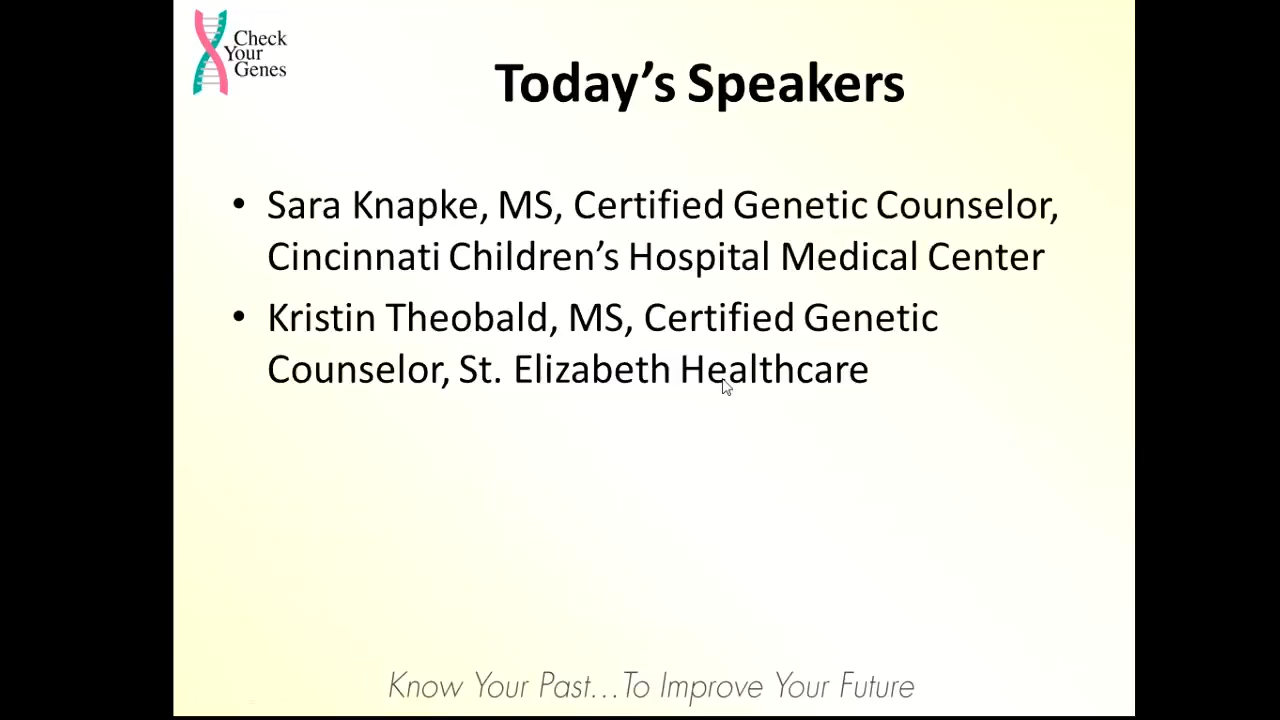 Check
Your
Genes
Today’s Speakers
• Sara Knapke, MS, Certified Genetic Counselor,
Cincinnati Children’s Hospital Medical Center
• Kristin Theobald, MS, Certified Genetic
Counselor, St. Elizabeth Healthcare
Know Your Past...To Improve Your Future